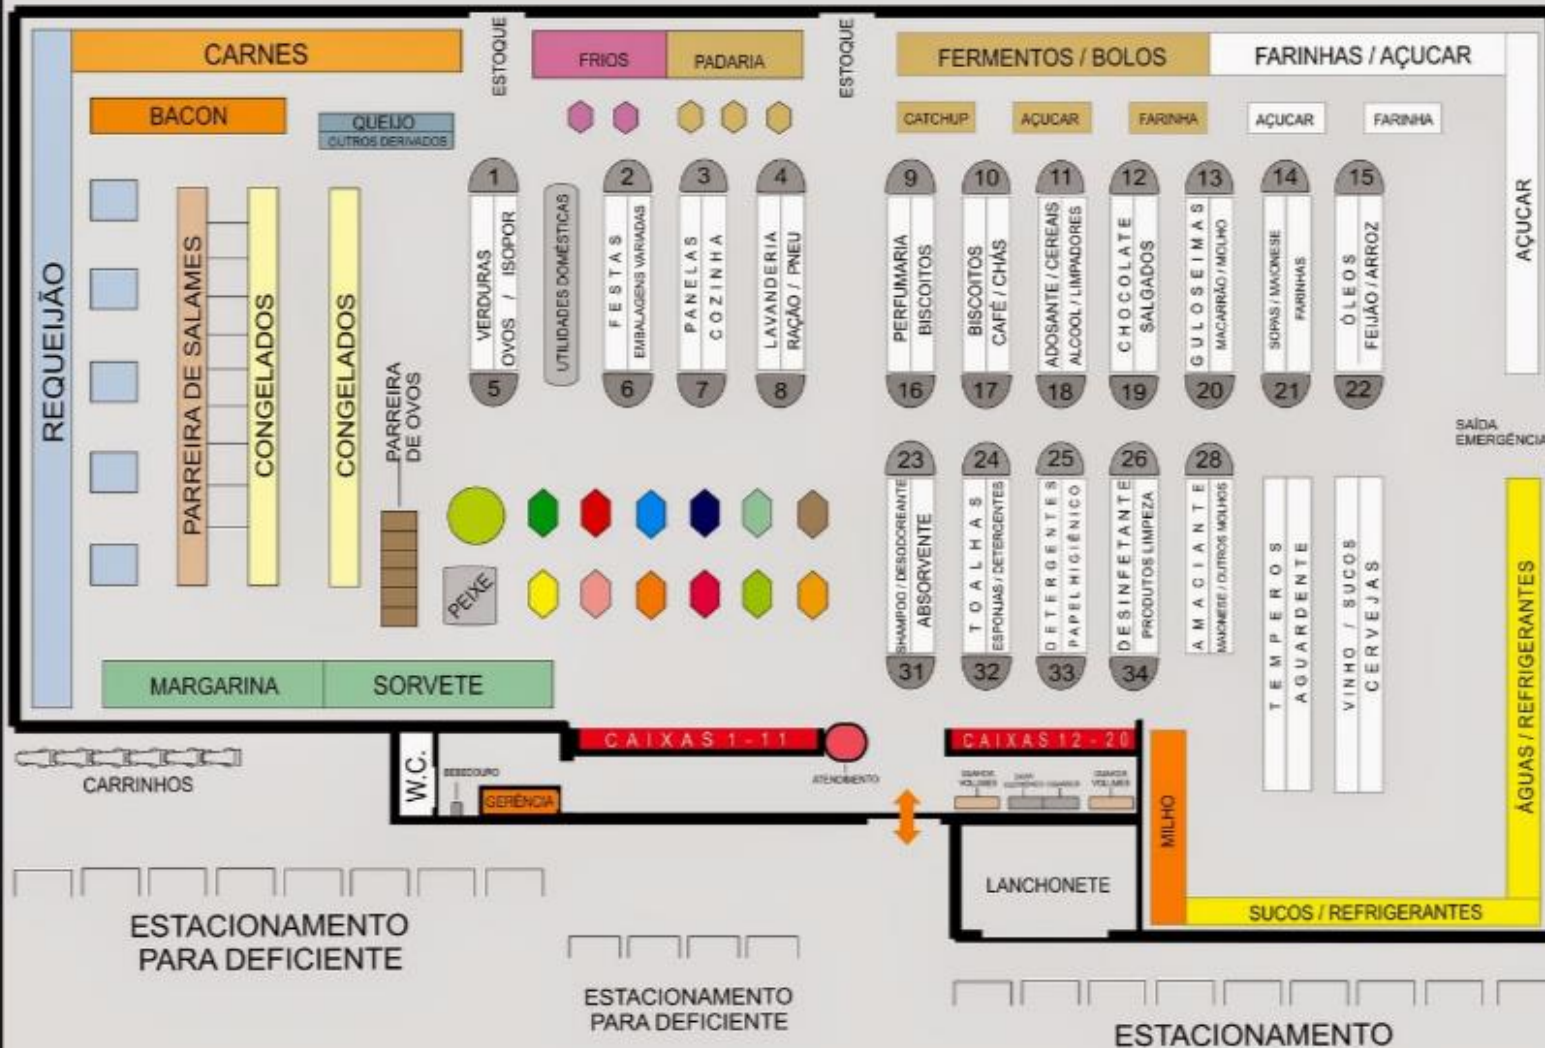 CARNES
ESTOQUE
FRIOS
PADARIA
ESTOQUE
FERMENTOS / BOLOS
FARINHAS / AÇUCAR
BACON
QUEIJO
OUTROS DERIVADOS
CATCHUP
AÇUCAR
FARINHA
AÇUCAR
FARINHA
AÇUCAR
REQUEIJÃO
PARREIRA DE SALAMES
CONGELADOS
CONGELADOS
PARREIRA
DE OVOS
1
VERDURAS
OVOS / ISOPOR
5
UTILIDADES DOMÉSTICAS
2
FESTAS
EMBALAGENS VARIADAS
6
3
PANELAS
COZINHA
7
4
LAVANDERIA
RAÇÃO / PNEU
8
9
PERFUMARIA
BISCOITOS
16
10
BISCOITOS
CAFÉ / CHÁS
17
11
ADOSANTE / CEREAIS
ALCOOL / LIMPADORES
18
12
CHOCOLATE
SALGADOS
19
13
GULOSEIMAS
MACARRÃO / MOLHO
20
14
SOPAS / MAIONESE
FARINHAS
21
15
ÓLEOS
FEIJÃO / ARROZ
22
SAÍDA
EMERGÊNCIA
PEIXE
23
SHAMPOO / DESODOREANTE
ABSORVENTE
31
24
TOALHAS
ESPONJAS / DETERGENTES
32
25
DETERGENTES
PAPEL HIGIÊNICO
33
26
DESINFETANTE
PRODUTOS LIMPEZA
34
28
AMACIANTE
MAIONESE / OUTROS MOLHOS
TEMPEROS
AGUARDENTE
VINHO / SUCOS
CERVEJAS
ÁGUAS / REFRIGERANTES
MARGARINA
SORVETE
CAIXAS 1-11
CAIXAS 12-20
CARRINHOS
W.C.
BEBEDOURO
GERÊNCIA
ATENDIMENTO
GUARDA
VOLUMES
GUARDA
VOLUMES
MILHO
LANCHONETE
SUCOS / REFRIGERANTES
ESTACIONAMENTO
PARA DEFICIENTE
ESTACIONAMENTO
PARA DEFICIENTE
ESTACIONAMENTO